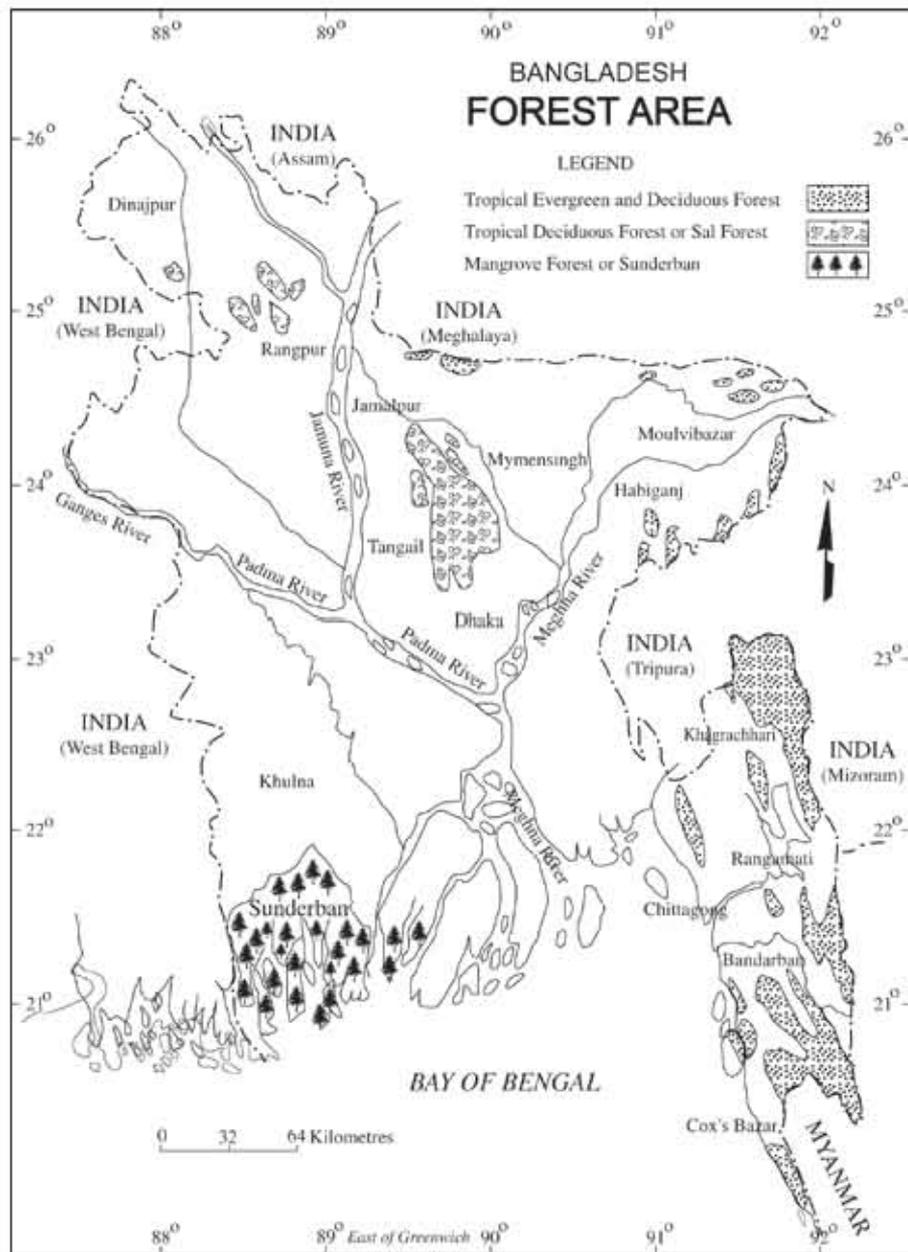 88° 89° 90° 91° 92°
BANGLADESH
FOREST AREA
LEGEND
Tropical Evergreen and Deciduous Forest
Tropical Deciduous Forest or Sal Forest
Mangrove Forest or Sunderban
26° 26°
INDIA
(Assam)
Dinajpur
25° 25°
INDIA
(West Bengal)
INDIA
(Meghalaya)
Rangpur
Jamalpur
Jamuna River
Mymensingh
Moulvibazar
24° 24°
Habiganj
N
Ganges River
Tangail
Padma River
Dhaka
Meghna River
Padma River
23° 23°
INDIA
(Tripura)
INDIA
(West Bengal)
Khagrachhari
INDIA
(Mizoram)
Khulna
Meghna River
22° 22°
Rangamati
Sunderban
Chittagong
Bandarban
21° 21°
BAY OF BENGAL
Cox's Bazar
MYANMAR
0 32 64 Kilometres
88° 89° 90° 91° 92°
East of Greenwich